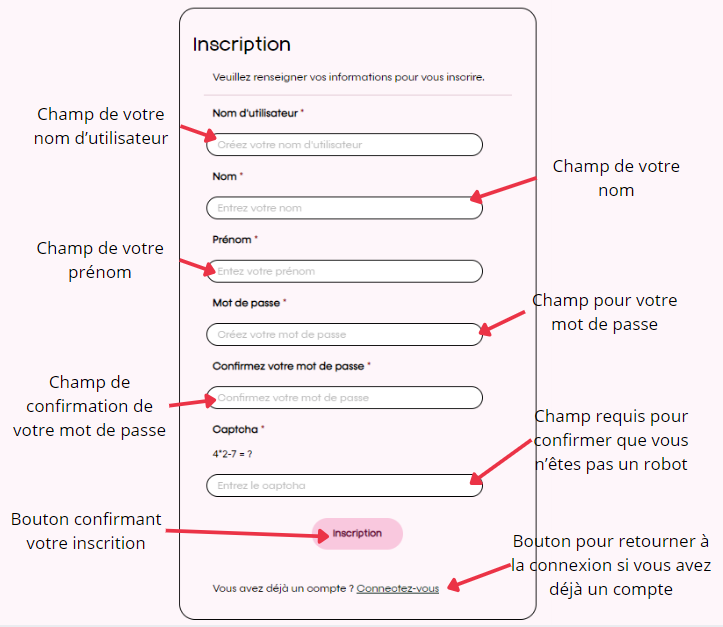 Inscription
Veuillez renseigner vos informations pour vous inscrire.
Champ de votre
nom d’utilisateur
Nom d'utilisateur *
Créez votre nom d'utilisateur
Nom *
Entrez votre nom
Champ de votre
nom
Champ de votre
prénom
Prénom *
Entez votre prénom
Mot de passe *
Créez votre mot de passe
Champ pour votre
mot de passe
Confirmez votre mot de passe *
Confirmez votre mot de passe
Champ de
confirmation de
votre mot de passe
Captcha *
4*2-7 = ?
Entrez le captcha
Champ requis pour
confirmer que vous
n’êtes pas un robot
Bouton confirmant
votre inscrition
Inscription
Bouton pour retourner à
la connexion si vous avez
déjà un compte
Vous avez déjà un compte ? Connectez-vous